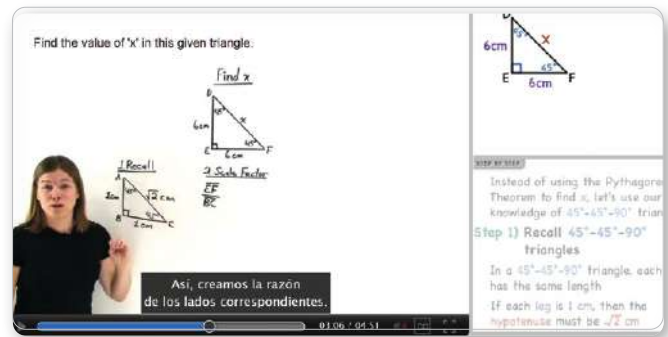 Find the value of 'x' in this given triangle.
Find x
D
45°
6cm
x
45°
E
6cm
F
1 Recall
A
45°
1cm
√2 cm
45°
B
1cm
C
2 Scale Factor
EF
BC
Así, creamos la razón
de los lados correspondientes.
01:06 / 04:51
D
45°
6cm
x
45°
E
F
6cm
STEP BY STEP
Instead of using the Pythagore
Theorem to find x, let's use our
knowledge of 45°-45°-90° trian
Step 1) Recall 45°-45°-90°
triangles
In a 45°-45°-90° triangle, each
has the same length
If each leg is 1 cm, then the
hypotenuse must be √2 cm